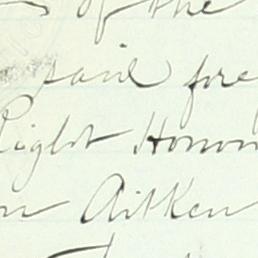 of the
said fore
Right Honou
Aitken